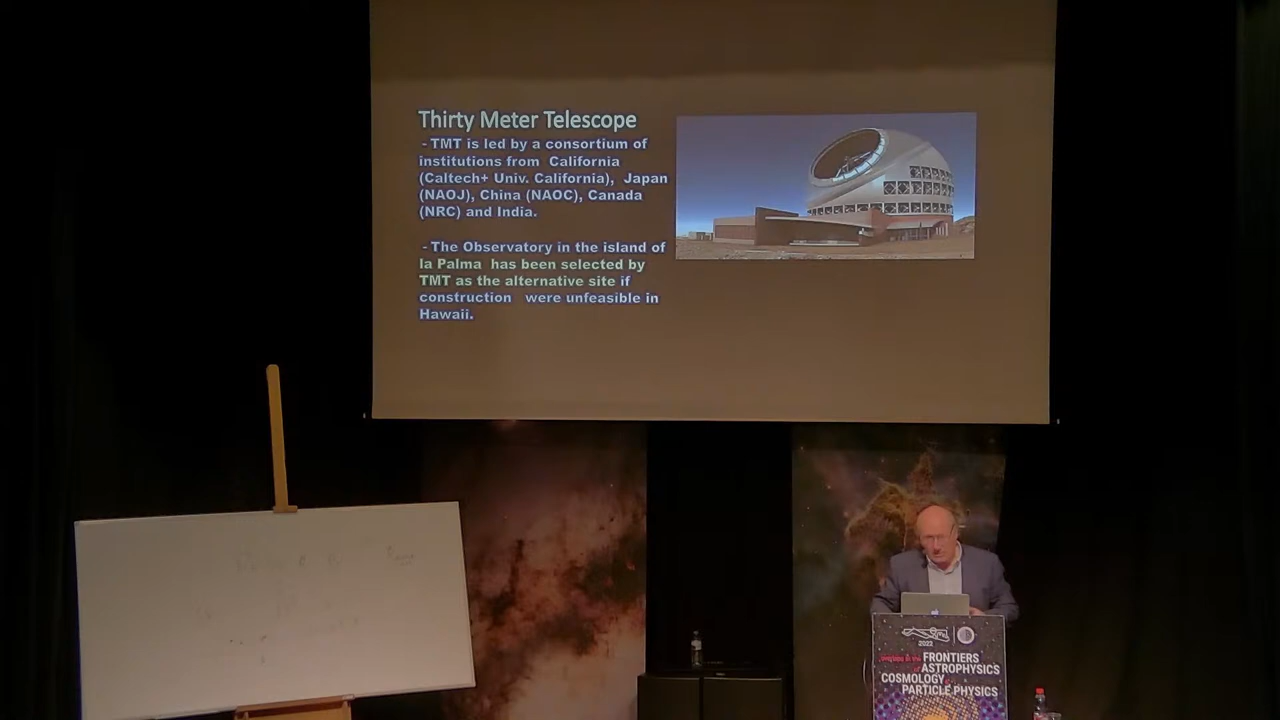 Thirty Meter Telescope
- TMT is led by a consortium of
institutions from California
(Caltech+ Univ. California), Japan
(NAOJ), China (NAOC), Canada
(NRC) and India.
- The Observatory in the island of
la Palma has been selected by
TMT as the alternative site if
construction were unfeasible in
Hawaii.
2022
FRONTIERS
of ASTROPHYSICS
COSMOLOGY
PARTICLE PHYSICS